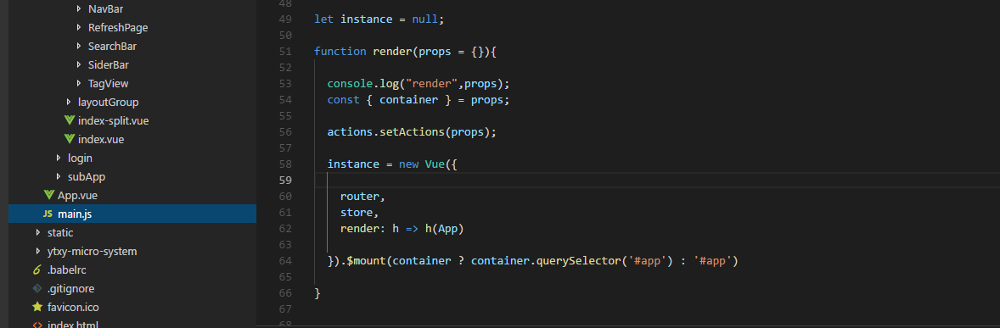 NavBar
RefreshPage
SearchBar
SiderBar
TagView
layoutGroup
index-split.vue
index.vue
login
subApp
App.vue
JS main.js
static
ytxy-micro-system
.babelrc
.gitignore
favicon.ico
index.html
48
49 let instance = null;
50
51 function render(props = {}){
52
53 console.log("render",props);
54 const { container } = props;
55
56 actions.setActions(props);
57
58 instance = new Vue({
59
60 router,
61 store,
62 render: h => h(App)
63
64 }).$mount(container ? container.querySelector('#app') : '#app')
65
66 }
67
68